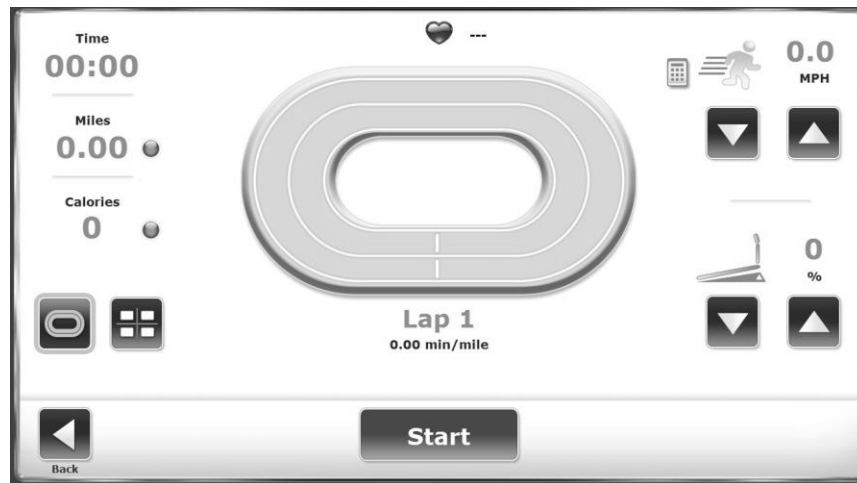 Time
00:00
Miles
0.00
Calories
0
---
Lap 1
0.00 min/mile
0.0
MPH
0
%
Start
Back